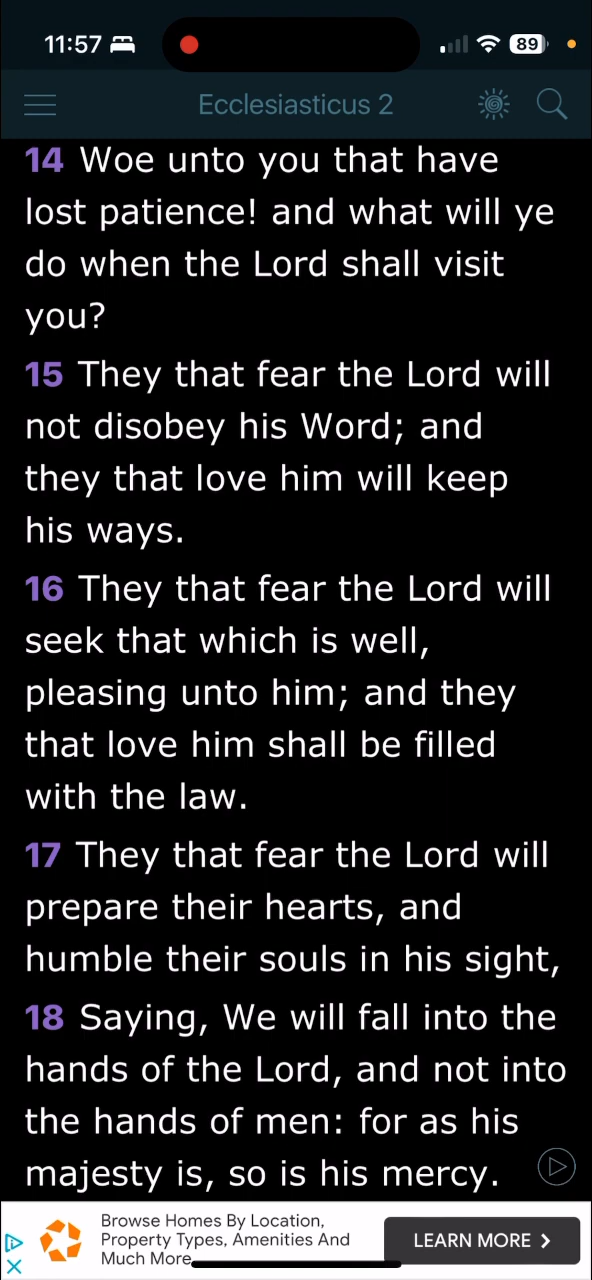 11:57
89
Ecclesiasticus 2
14 Woe unto you that have
lost patience! and what will ye
do when the Lord shall visit
you?
15 They that fear the Lord will
not disobey his Word; and
they that love him will keep
his ways.
16 They that fear the Lord will
seek that which is well,
pleasing unto him; and they
that love him shall be filled
with the law.
17 They that fear the Lord will
prepare their hearts, and
humble their souls in his sight,
18 Saying, We will fall into the
hands of the Lord, and not into
the hands of men: for as his
majesty is, so is his mercy.
Browse Homes By Location,
Property Types, Amenities And
Much More
LEARN MORE